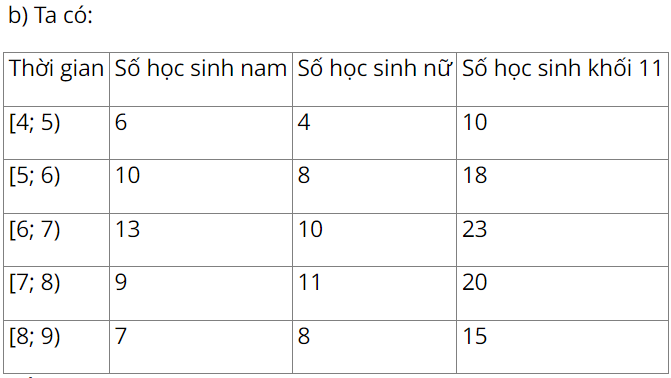 b) Ta có:
Thời gian Số học sinh nam Số học sinh nữ Số học sinh khối 11
[4; 5) 6 4 10
[5; 6) 10 8 18
[6; 7) 13 10 23
[7; 8) 9 11 20
[8; 9) 7 8 15